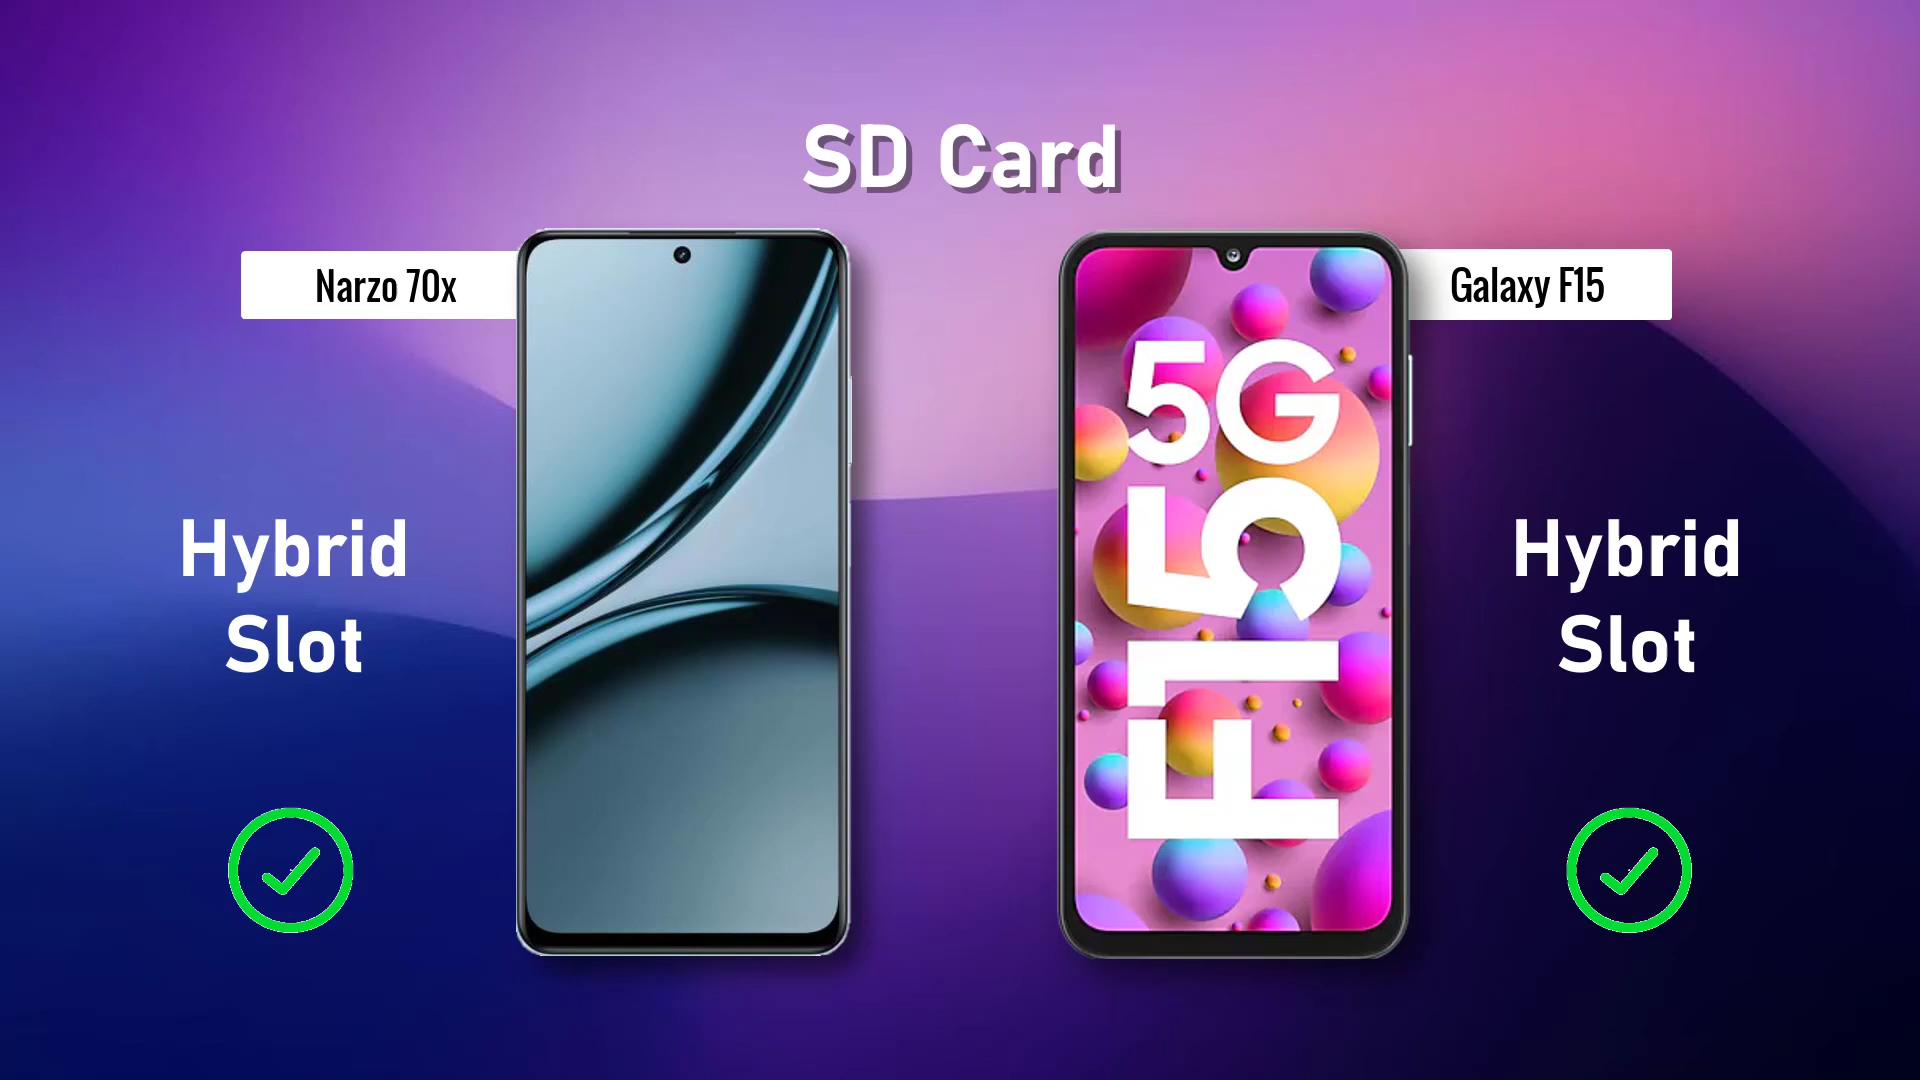 SD Card
Narzo 70x
Galaxy F15
Hybrid
Slot
F15 5G
Hybrid
Slot